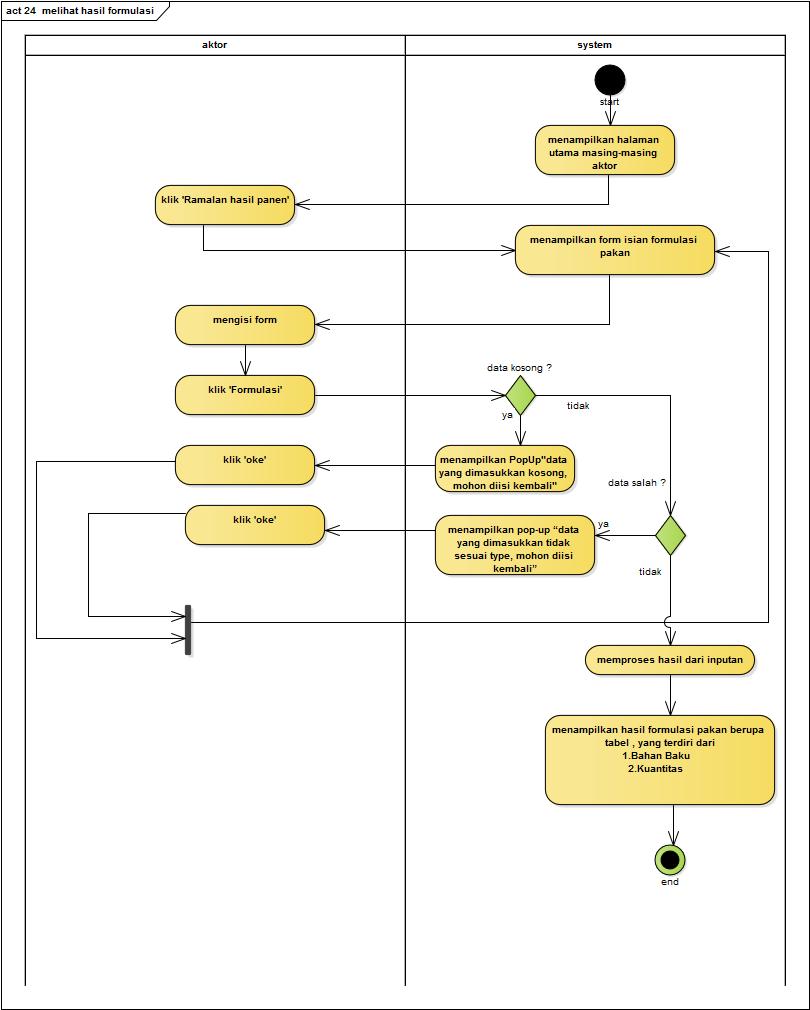 act 24 melihat hasil formulasi
aktor
system
start
menampilkan halaman
utama masing-masing
aktor
klik 'Ramalan hasil panen'
menampilkan form isian formulasi
pakan
mengisi form
data kosong ?
klik 'Formulasi'
tidak
ya
klik 'oke'
menampilkan PopUp"data
yang dimasukkan kosong,
mohon diisi kembali"
data salah ?
klik 'oke'
menampilkan pop-up “data
yang dimasukkan tidak
sesuai type, mohon diisi
kembali”
ya
tidak
memproses hasil dari inputan
menampilkan hasil formulasi pakan berupa
tabel , yang terdiri dari
1.Bahan Baku
2.Kuantitas
end